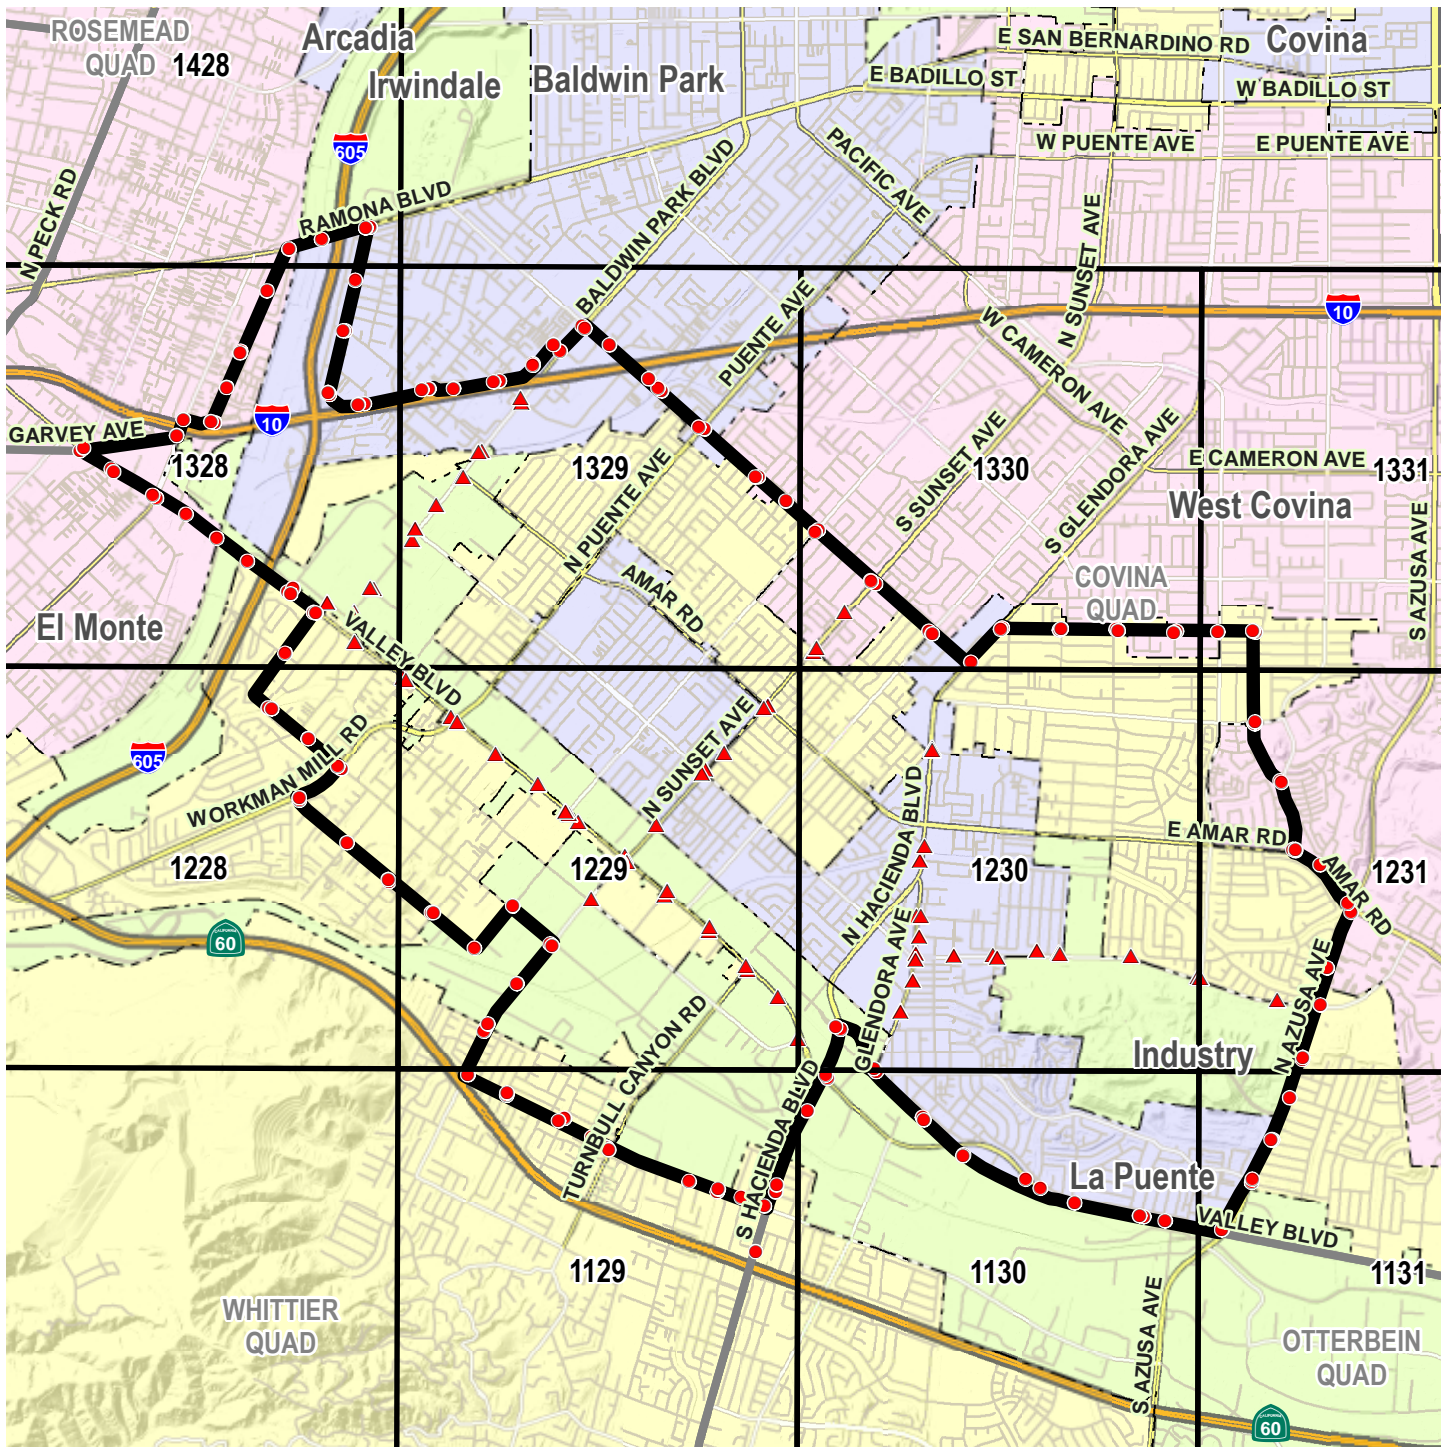 ROSEMEAD
QUAD
1428
Arcadia
Irwindale
Baldwin Park
E SAN BERNARDINO RD
Covina
E BADILLO ST
W BADILLO ST
W PUENTE AVE
E PUENTE AVE
605
PACIFIC AVE
BALDWIN PARK BLVD
RAMONA BLVD
N PECK RD
N SUNSET AVE
10
W CAMERON AVE
PUENTE AVE
10
GARVEY AVE
1328
1329
1330
E CAMERON AVE
1331
S SUNSET AVE
S GLENDORA AVE
West Covina
N PUENTE AVE
AMAR RD
COVINA
QUAD
S AZUSA AVE
El Monte
VALLEY BLVD
605
WORKMAN MILL RD
N SUNSET AVE
N HACIENDA BLVD
E AMAR RD
1228
1229
1230
1231
AMAR RD
N HACIENDA BLVD
GLENDORA AVE
CALIFORNIA
60
N AZUSA AVE
TURNBULL CANYON RD
Industry
S HACIENDA BLVD
La Puente
VALLEY BLVD
1129
1130
1131
WHITTIER
QUAD
S AZUSA AVE
OTTERBEIN
QUAD
CALIFORNIA
60